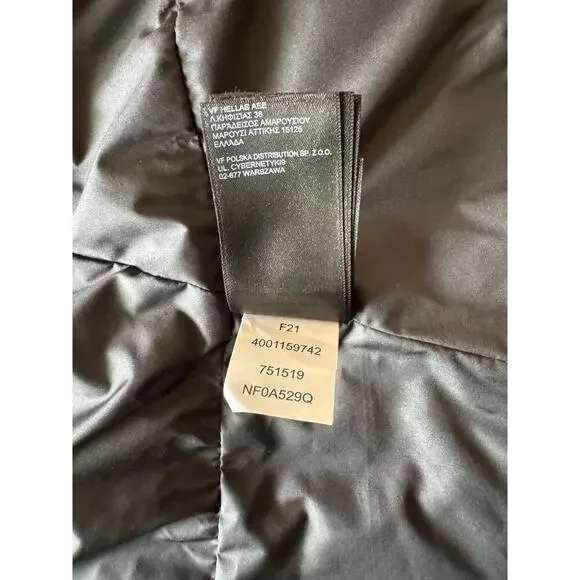 VF HELLAS AEE
Λ.ΚΗΦΙΣΙΑΣ 38
ΠΑΡΑΔΕΙΣΟΣ ΑΜΑΡΟΥΣΙΟΥ
ΜΑΡΟΥΣΙ ΑΤΤΙΚΗΣ 15125
ΕΛΛΑΔΑ
VF POLSKA DISTRIBUTION SP. Z.O.O.
UL. CYBERNETYKI9
02-677 WARSZAWA
F21
4001159742
751519
NF0A529Q